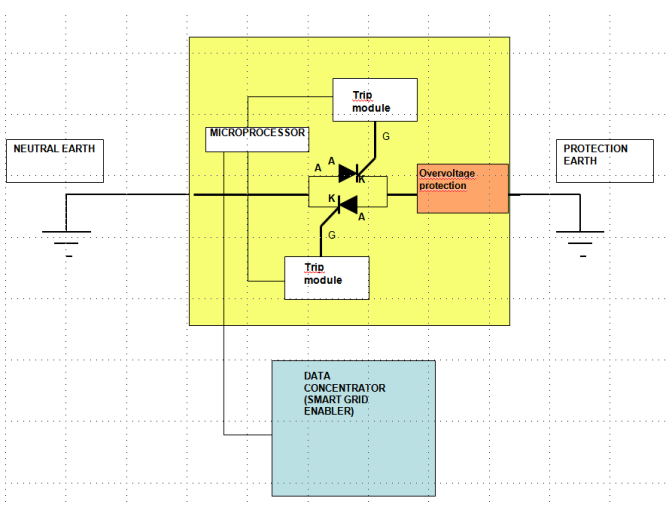 Trip
module
G
MICROPROCESSOR
NEUTRAL EARTH
PROTECTION
EARTH
A
A
K
Overvoltage
protection
K
A
G
Trip
module
DATA
CONCENTRATOR
(SMART GRID
ENABLER)